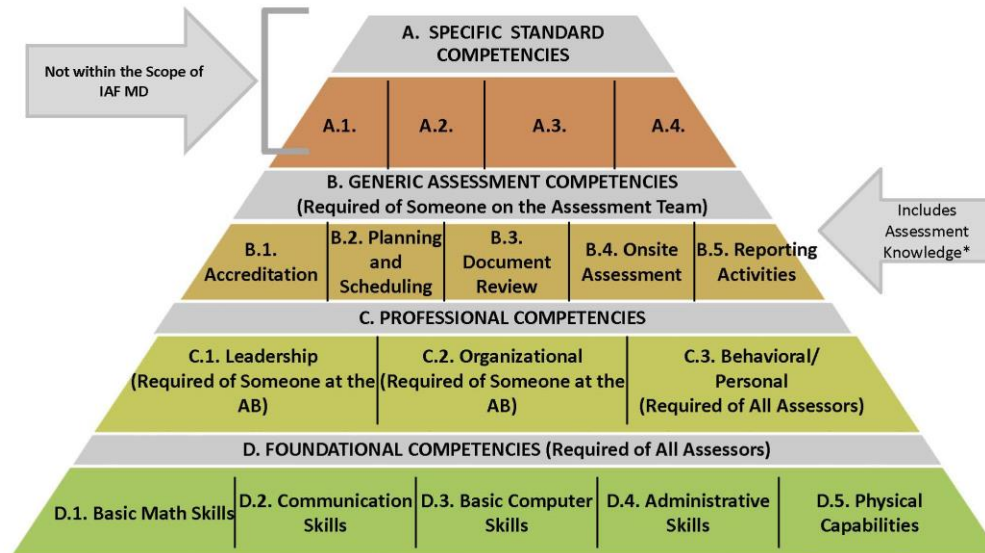 A. SPECIFIC STANDARD
COMPETENCIES
Not within the Scope of
IAF MD
A.1.
A.2.
A.3.
A.4.
B. GENERIC ASSESSMENT COMPETENCIES
(Required of Someone on the Assessment Team)
Includes
Assessment
Knowledge*
B.1.
Accreditation
B.2. Planning
and
Scheduling
B.3.
Document
Review
B.4. Onsite
Assessment
B.5. Reporting
Activities
C. PROFESSIONAL COMPETENCIES
C.1. Leadership
(Required of Someone at the
AB)
C.2. Organizational
(Required of Someone at the
AB)
C.3. Behavioral/
Personal
(Required of All Assessors)
D. FOUNDATIONAL COMPETENCIES (Required of All Assessors)
D.1. Basic Math Skills
D.2. Communication
Skills
D.3. Basic Computer
Skills
D.4. Administrative
Skills
D.5. Physical
Capabilities